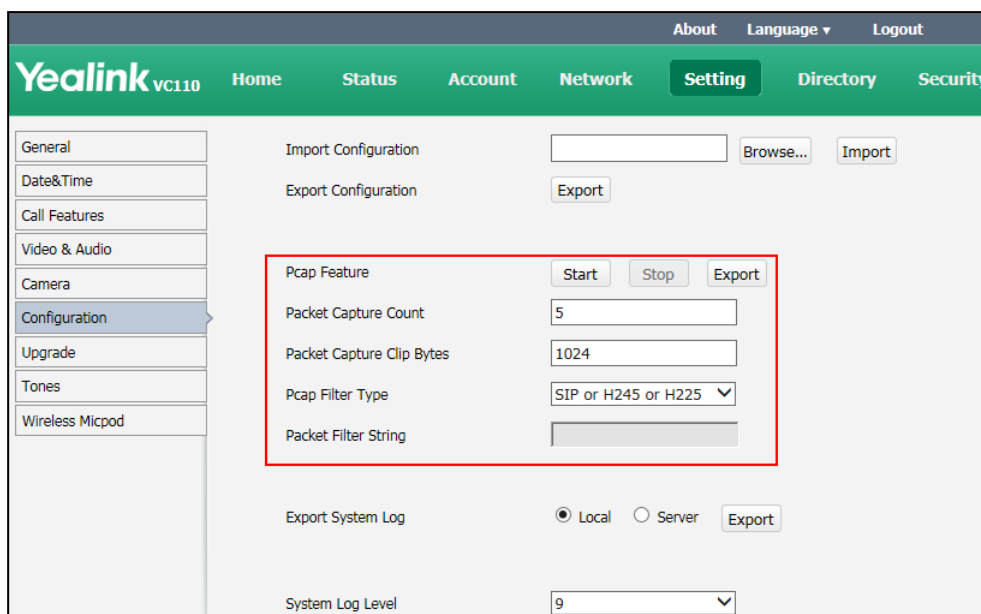 About Language ▾ Logout
Yealink VC110 Home Status Account Network Setting Directory Security
General
Date&Time
Call Features
Video & Audio
Camera
Configuration
Upgrade
Tones
Wireless Micpod
Import Configuration Browse... Import
Export Configuration Export
Pcap Feature Start Stop Export
Packet Capture Count 5
Packet Capture Clip Bytes 1024
Pcap Filter Type SIP or H245 or H225
Packet Filter String
Export System Log Local Server Export
System Log Level 9